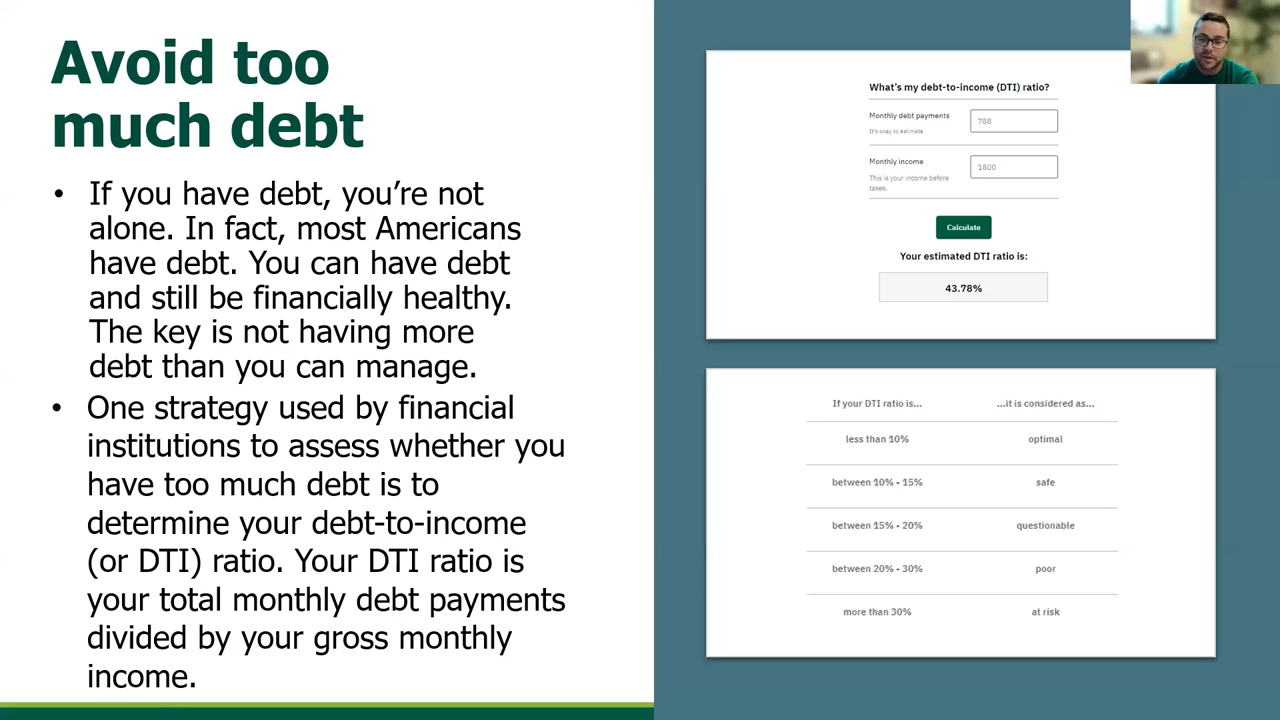 Avoid too
much debt
• If you have debt, you’re not
alone. In fact, most Americans
have debt. You can have debt
and still be financially healthy.
The key is not having more
debt than you can manage.
• One strategy used by financial
institutions to assess whether you
have too much debt is to
determine your debt-to-income
(or DTI) ratio. Your DTI ratio is
your total monthly debt payments
divided by your gross monthly
income.
What's my debt-to-income (DTI) ratio?
Monthly debt payments
788
It's okay to estimate.
Monthly income
1800
This is your income before
taxes.
Calculate
Your estimated DTI ratio is:
43.78%
If your DTI ratio is... ...it is considered as...
less than 10% optimal
between 10% - 15% safe
between 15% - 20% questionable
between 20% - 30% poor
more than 30% at risk